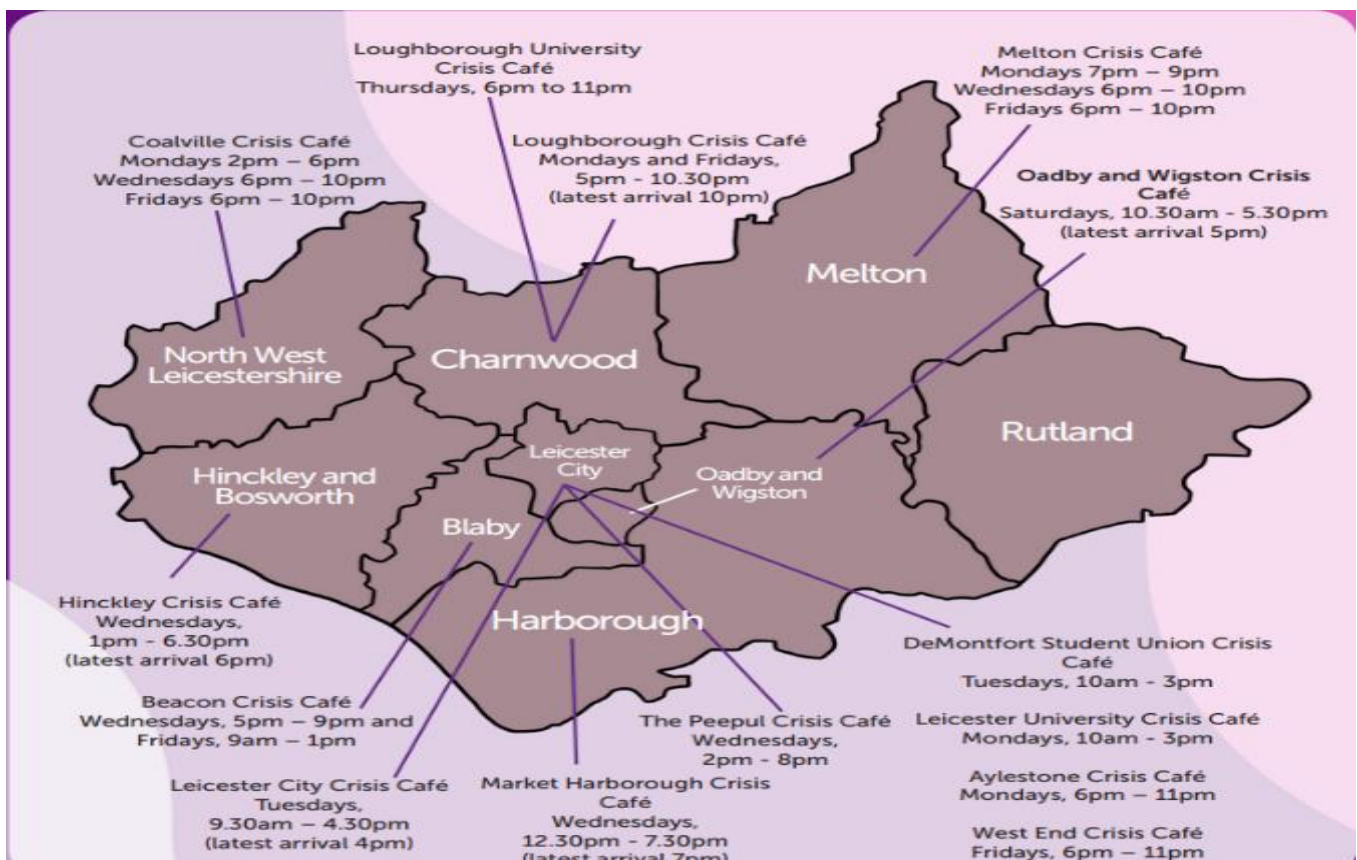 Loughborough University
Crisis Café
Thursdays, 6pm to 11pm
Melton Crisis Café
Mondays 7pm – 9pm
Wednesdays 6pm – 10pm
Fridays 6pm – 10pm
Coalville Crisis Café
Mondays 2pm – 6pm
Wednesdays 6pm – 10pm
Fridays 6pm – 10pm
Loughborough Crisis Café
Mondays and Fridays,
5pm - 10.30pm
(latest arrival 10pm)
Oadby and Wigston Crisis
Café
Saturdays, 10.30am - 5.30pm
(latest arrival 5pm)
Melton
North West
Leicestershire
Charnwood
Rutland
Hinckley and
Bosworth
Leicester
City
Oadby and
Wigston
Blaby
Harborough
Hinckley Crisis Café
Wednesdays,
1pm - 6.30pm
(latest arrival 6pm)
Beacon Crisis Café
Wednesdays, 5pm – 9pm and
Fridays, 9am – 1pm
Leicester City Crisis Café
Tuesdays,
9.30am – 4.30pm
(latest arrival 4pm)
Market Harborough Crisis
Café
Wednesdays,
12.30pm - 7.30pm
(latest arrival 7pm)
The Peepul Crisis Café
Wednesdays,
2pm - 8pm
DeMontfort Student Union Crisis
Café
Tuesdays, 10am - 3pm
Leicester University Crisis Café
Mondays, 10am - 3pm
Aylestone Crisis Café
Mondays, 6pm – 11pm
West End Crisis Café
Fridays, 6pm – 11pm